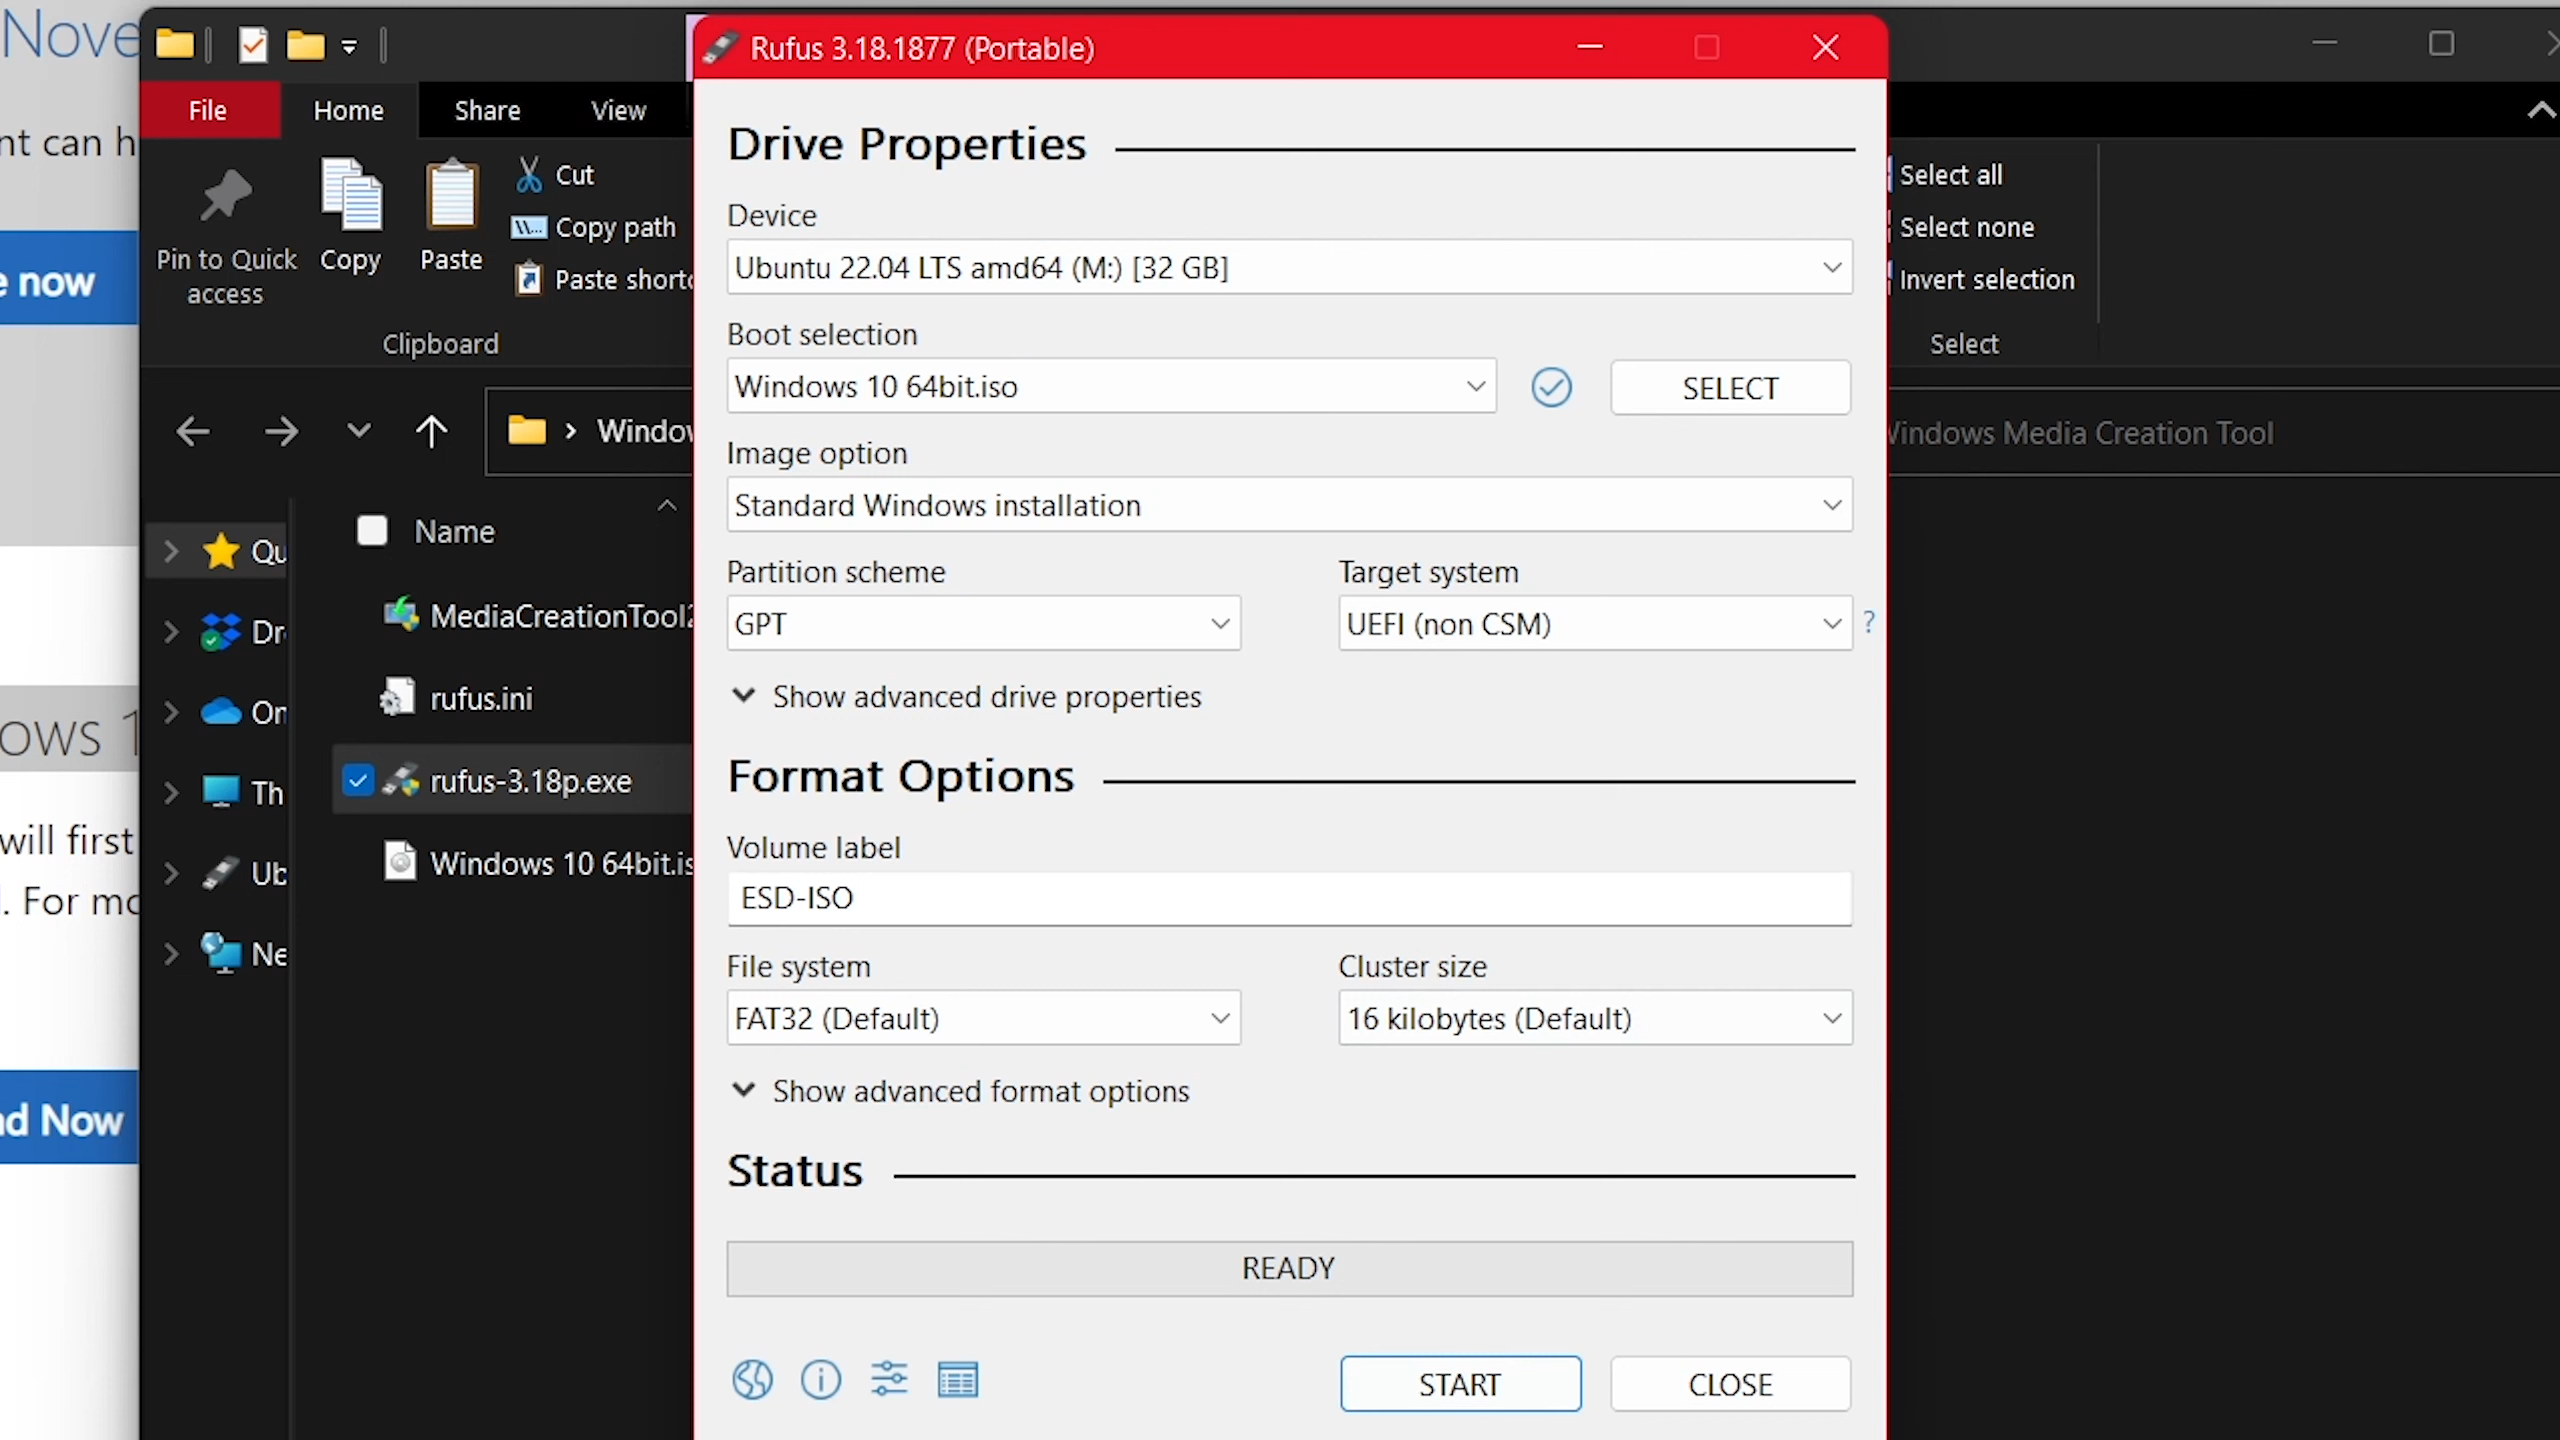 Nove
nt can h
e now
ows 1
will first
. For mo
nd Now
File
Home
Share
View
Pin to Quick
access
Copy
Paste
Cut
Copy path
Paste shortc
Clipboard
Select all
Select none
Invert selection
Select
Window
Windows Media Creation Tool
Name
Qu
Dr
On
Th
Ub
Ne
MediaCreationTool2
rufus.ini
rufus-3.18p.exe
Windows 10 64bit.is
Rufus 3.18.1877 (Portable)
Drive Properties
Device
Ubuntu 22.04 LTS amd64 (M:) [32 GB]
Boot selection
Windows 10 64bit.iso
SELECT
Image option
Standard Windows installation
Partition scheme
Target system
GPT
UEFI (non CSM)
?
Show advanced drive properties
Format Options
Volume label
ESD-ISO
File system
Cluster size
FAT32 (Default)
16 kilobytes (Default)
Show advanced format options
Status
READY
START
CLOSE